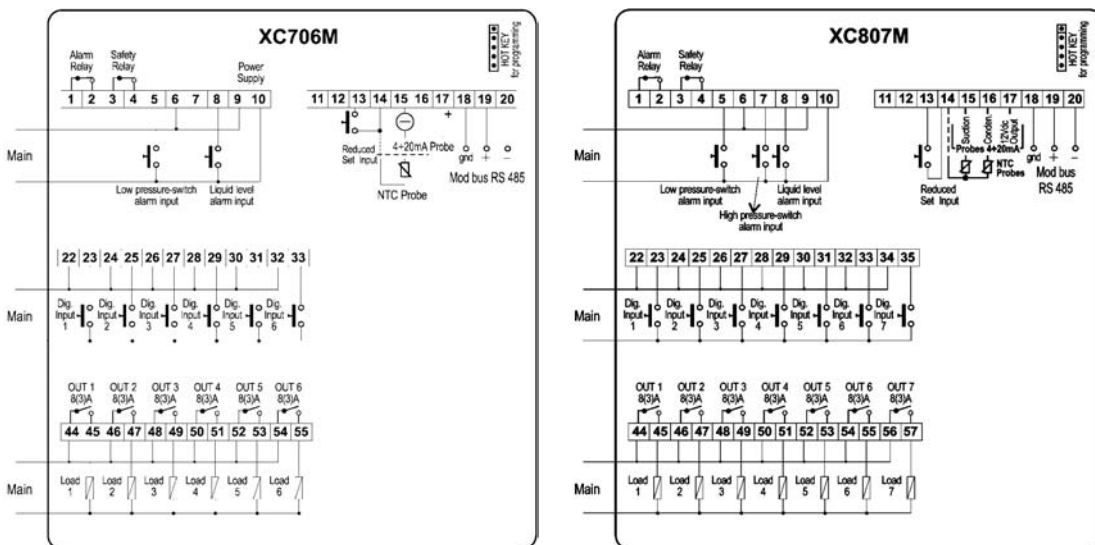 XC706M
HOT KEY
for programming
Alarm Relay
Safety Relay
Power Supply
1 2 3 4 5 6 7 8 9 10
11 12 13 14 15 16 17 18 19 20
Main
Reduced Set Input
4÷20mA Probe
+
gnd + –
Low pressure-switch alarm input
Liquid level alarm input
NTC Probe
Mod bus RS 485
22 23 24 25 26 27 28 29 30 31 32 33
Main
Dig. Input 1
Dig. Input 2
Dig. Input 3
Dig. Input 4
Dig. Input 5
Dig. Input 6
OUT 1 8(3)A
OUT 2 8(3)A
OUT 3 8(3)A
OUT 4 8(3)A
OUT 5 8(3)A
OUT 6 8(3)A
44 45 46 47 48 49 50 51 52 53 54 55
Main
Load 1
Load 2
Load 3
Load 4
Load 5
Load 6
XC807M
HOT KEY
for programming
Alarm Relay
Safety Relay
1 2 3 4 5 6 7 8 9 10
11 12 13 14 15 16 17 18 19 20
Main
Suction
Conden.
12Vdc Output
Probes 4÷20mA
NTC Probes
gnd + –
Mod bus RS 485
Low pressure-switch alarm input
Liquid level alarm input
High pressure-switch alarm input
Reduced Set Input
22 23 24 25 26 27 28 29 30 31 32 33 34 35
Main
Dig. Input 1
Dig. Input 2
Dig. Input 3
Dig. Input 4
Dig. Input 5
Dig. Input 6
Dig. Input 7
OUT 1 8(3)A
OUT 2 8(3)A
OUT 3 8(3)A
OUT 4 8(3)A
OUT 5 8(3)A
OUT 6 8(3)A
OUT 7 8(3)A
44 45 46 47 48 49 50 51 52 53 54 55 56 57
Main
Load 1
Load 2
Load 3
Load 4
Load 5
Load 6
Load 7